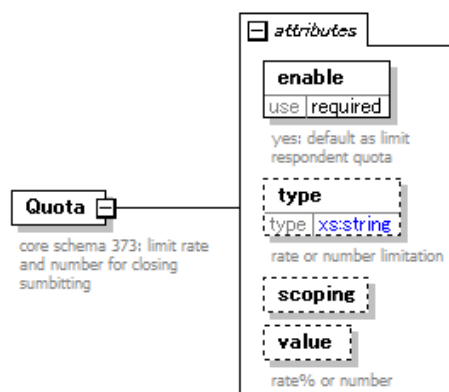 attributes
enable
use required
yes: default as limit
respondent quota
type
type xs:string
rate or number limitation
scoping
value
rate% or number
Quota
core schema 373: limit rate
and number for closing
sumbitting